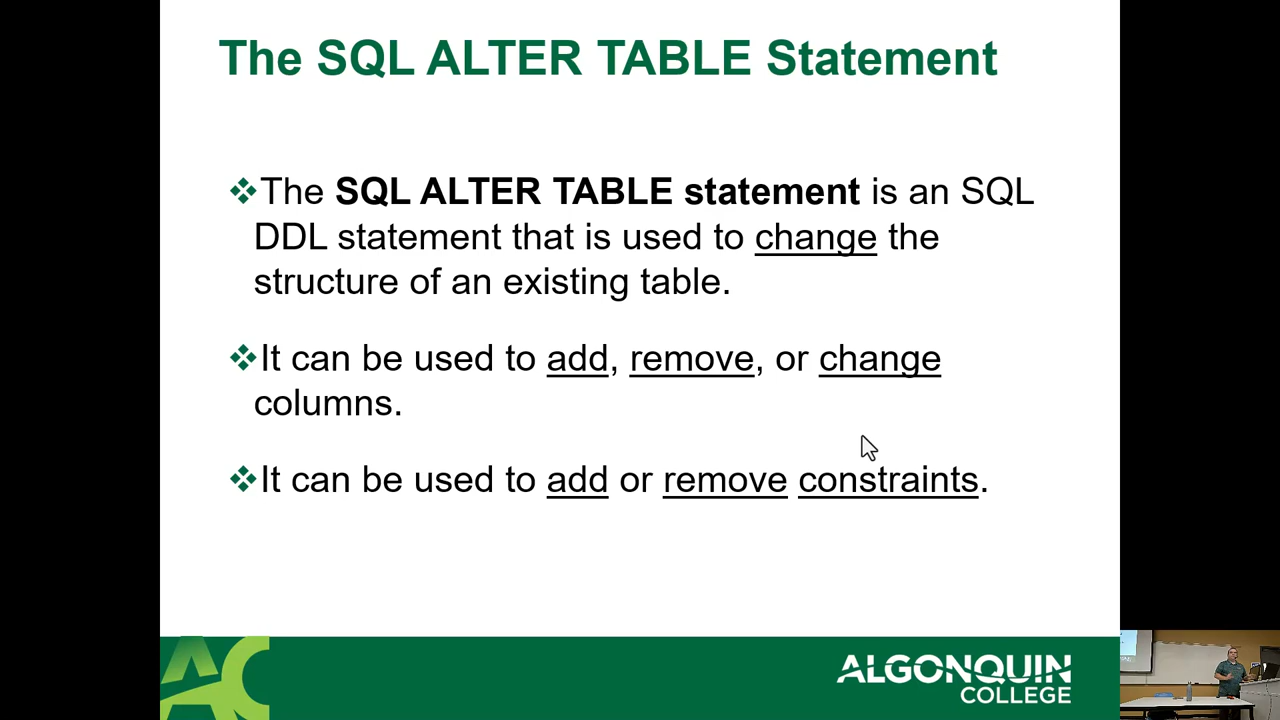 The SQL ALTER TABLE Statement
The SQL ALTER TABLE statement is an SQL
DDL statement that is used to change the
structure of an existing table.
It can be used to add, remove, or change
columns.
It can be used to add or remove constraints.
AC
ALGONQUIN
COLLEGE